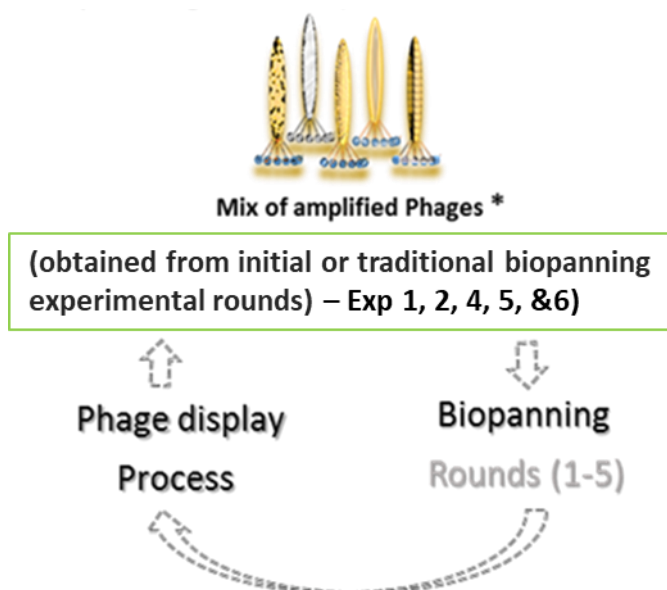 Mix of amplified Phages *
(obtained from initial or traditional biopanning
experimental rounds) – Exp 1, 2, 4, 5, &6)
Phage display
Process
Biopanning
Rounds (1-5)